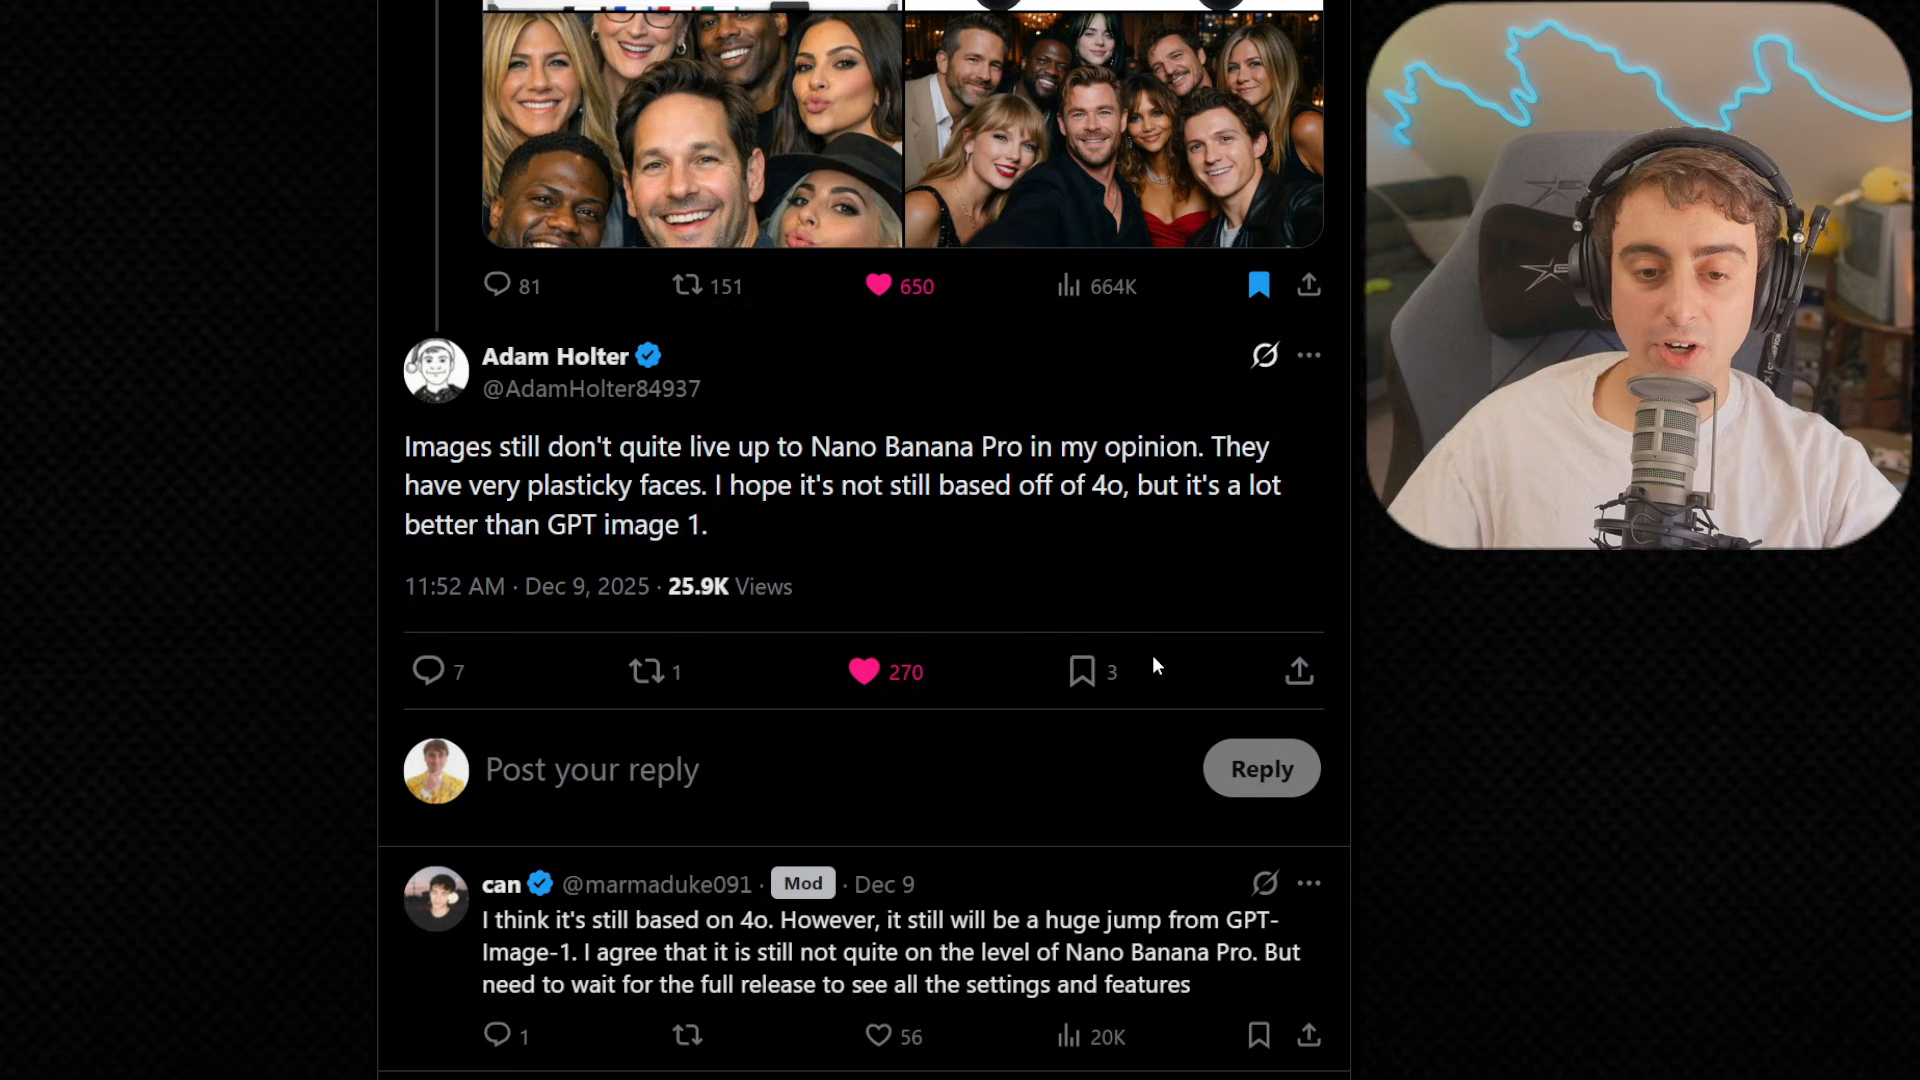 81 151 650 664K
Adam Holter
@AdamHolter84937
Images still don't quite live up to Nano Banana Pro in my opinion. They
have very plasticky faces. I hope it's not still based off of 4o, but it's a lot
better than GPT image 1.
11:52 AM · Dec 9, 2025 · 25.9K Views
7 1 270 3
Post your reply
Reply
can @marmaduke091 · Mod · Dec 9
I think it's still based on 4o. However, it still will be a huge jump from GPT-
Image-1. I agree that it is still not quite on the level of Nano Banana Pro. But
need to wait for the full release to see all the settings and features
1 56 20K